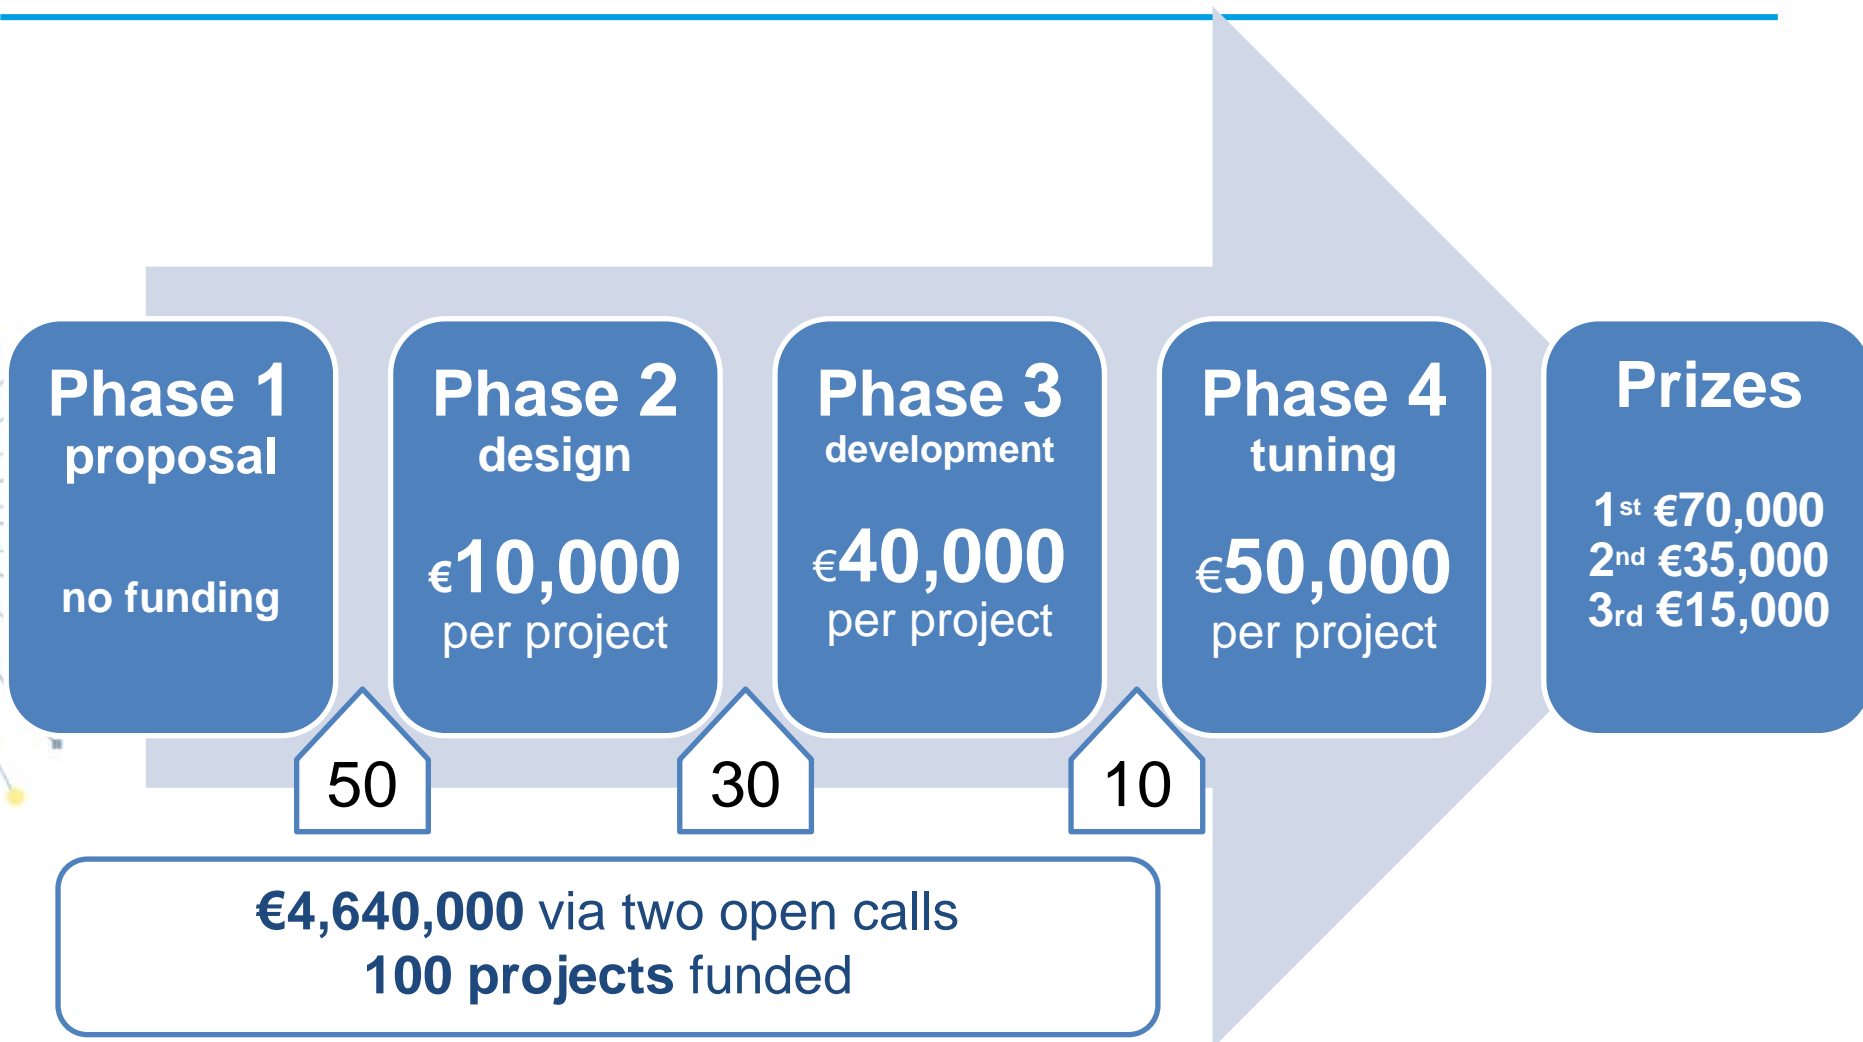 Phase 1
proposal
no funding
Phase 2
design
€10,000
per project
Phase 3
development
€40,000
per project
Phase 4
tuning
€50,000
per project
Prizes
1st €70,000
2nd €35,000
3rd €15,000
50
30
10
€4,640,000 via two open calls
100 projects funded